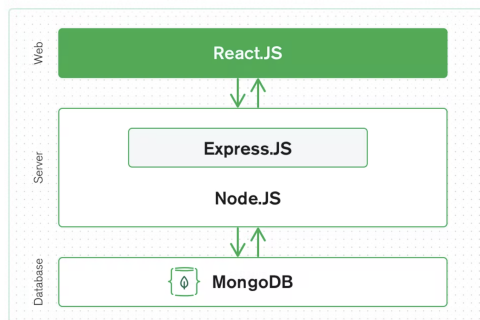 Web
React.JS
Server
Express.JS
Node.JS
Database
MongoDB